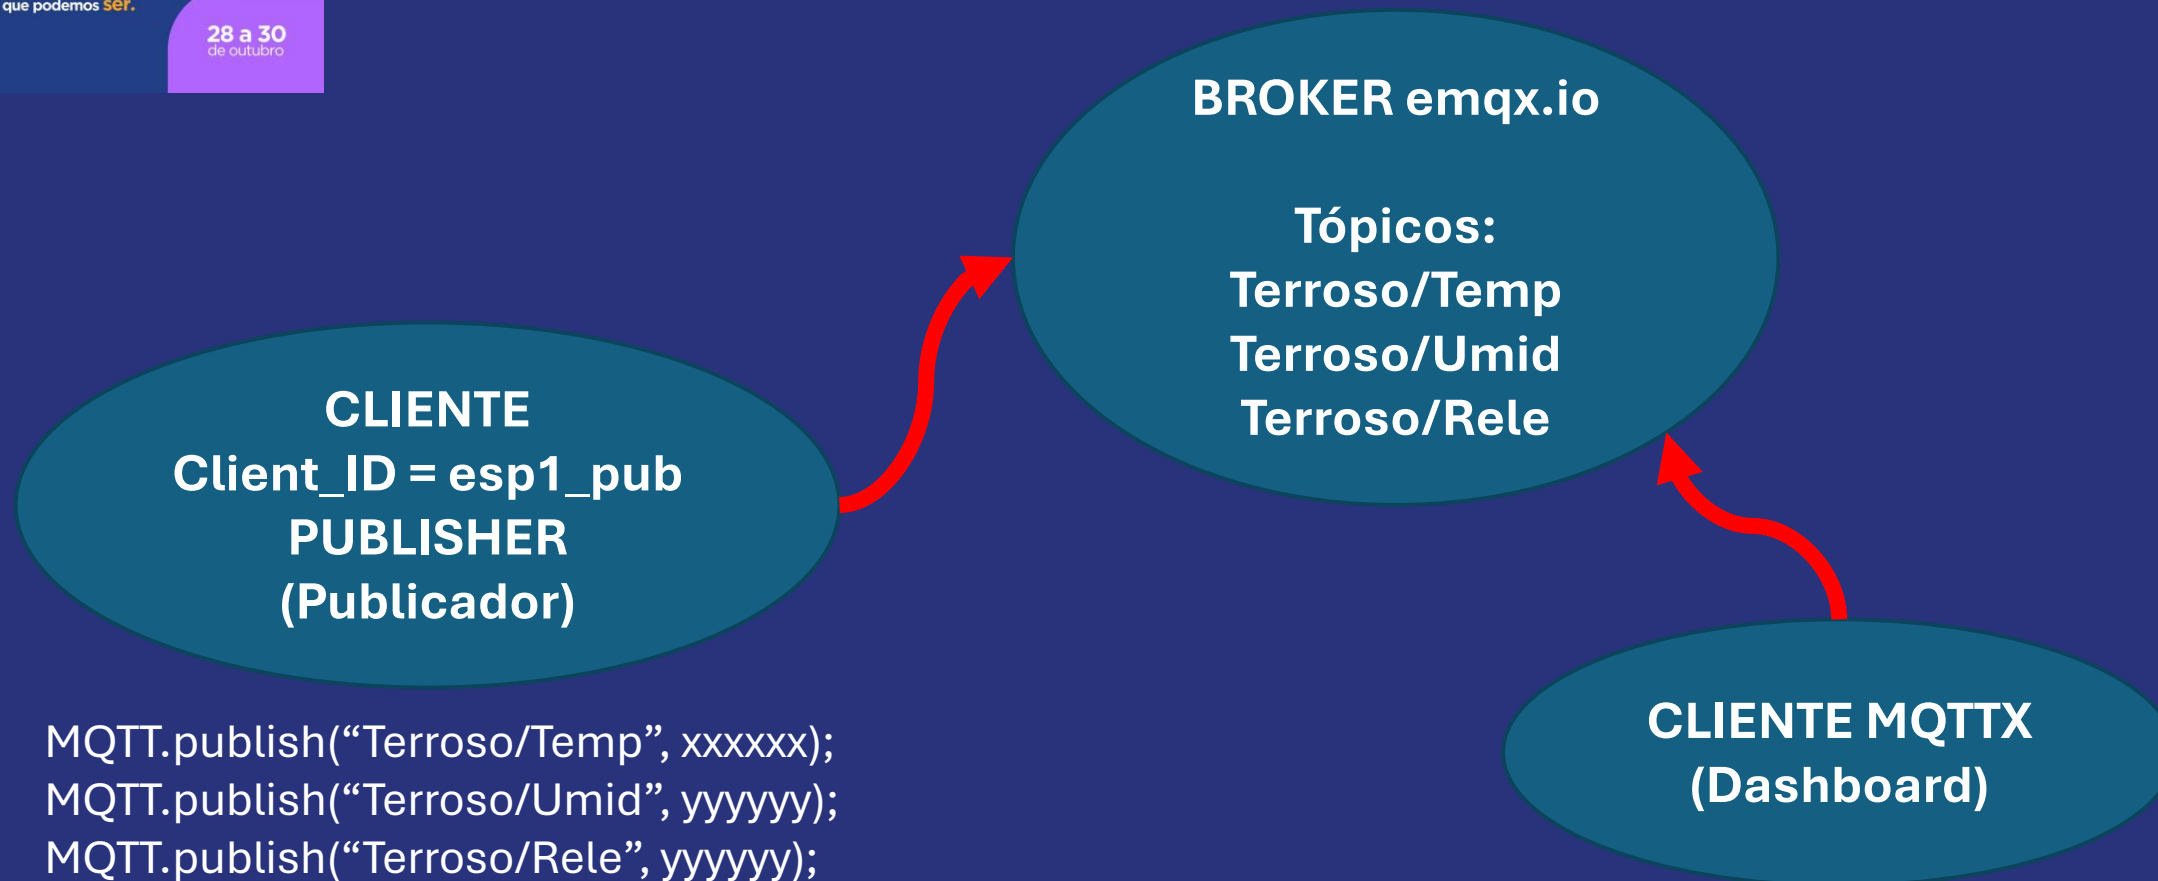 que podemos ser.
28 a 30
de outubro
BROKER emqx.io
Tópicos:
Terroso/Temp
Terroso/Umid
Terroso/Rele
CLIENTE
Client_ID = esp1_pub
PUBLISHER
(Publicador)
MQTT.publish(“Terroso/Temp”, xxxxxx);
MQTT.publish(“Terroso/Umid”, yyyyyy);
MQTT.publish(“Terroso/Rele”, yyyyyy);
CLIENTE MQTTX
(Dashboard)